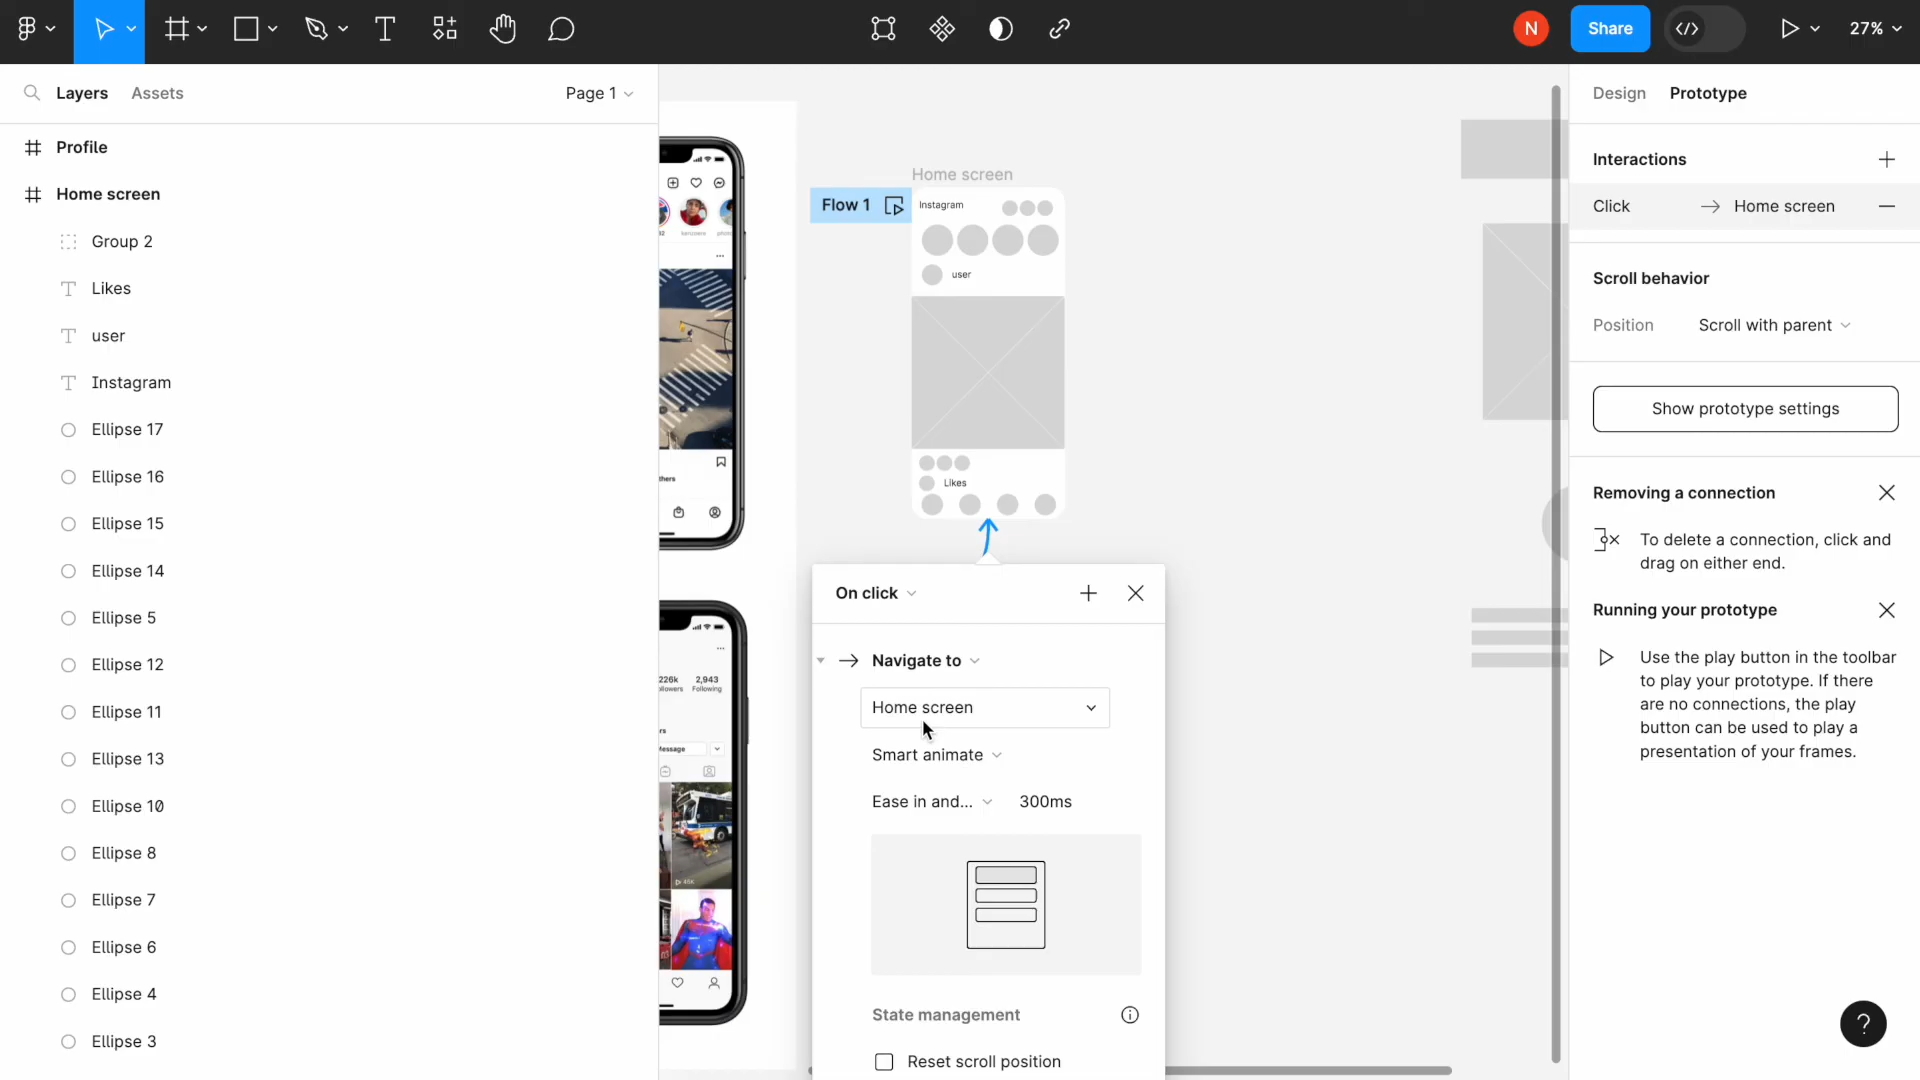 N
Share
27%
Layers
Assets
Page 1
Design
Prototype
Profile
Home screen
Group 2
Likes
user
Instagram
Ellipse 17
Ellipse 16
Ellipse 15
Ellipse 14
Ellipse 5
Ellipse 12
Ellipse 11
Ellipse 13
Ellipse 10
Ellipse 8
Ellipse 7
Ellipse 6
Ellipse 4
Ellipse 3
226k
2,943
Following
Home screen
Flow 1
Instagram
user
Likes
On click
Navigate to
Home screen
Smart animate
Ease in and...
300ms
State management
Reset scroll position
Interactions
Click
Home screen
Scroll behavior
Position
Scroll with parent
Show prototype settings
Removing a connection
To delete a connection, click and
drag on either end.
Running your prototype
Use the play button in the toolbar
to play your prototype. If there
are no connections, the play
button can be used to play a
presentation of your frames.
?